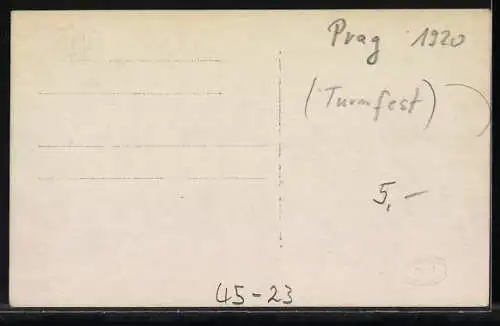 Prag 1920
(Turnfest)
5,-
45-23